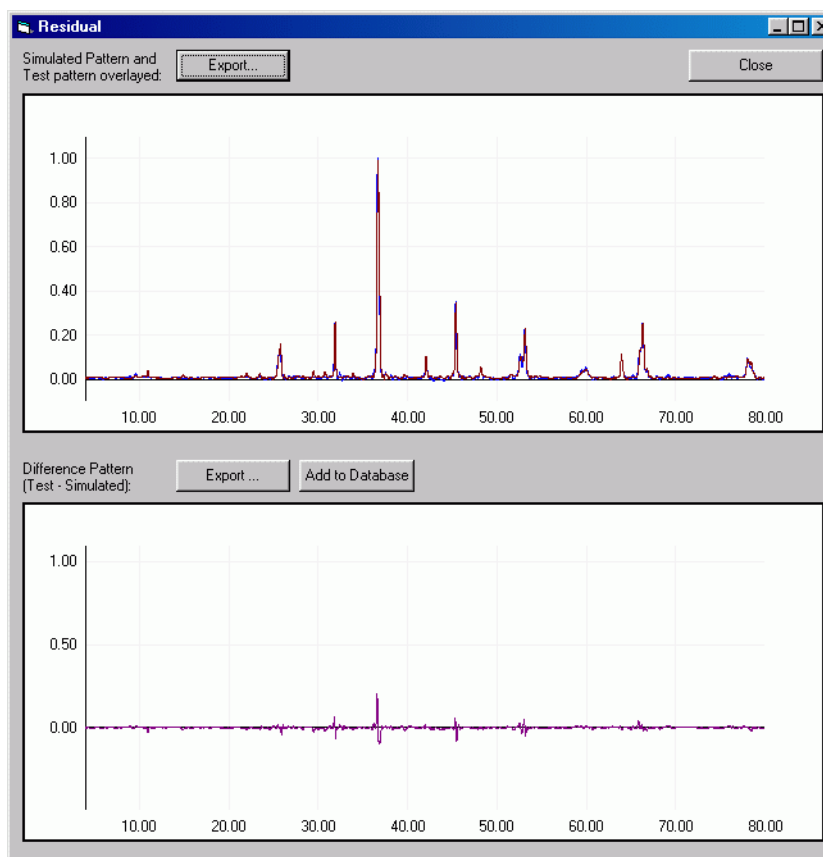 Residual
Simulated Pattern and
Test pattern overlayed:
Export...
Close
1.00
0.80
0.60
0.40
0.20
0.00
10.00 20.00 30.00 40.00 50.00 60.00 70.00 80.00
Difference Pattern
(Test - Simulated):
Export ...
Add to Database
1.00
0.50
0.00
10.00 20.00 30.00 40.00 50.00 60.00 70.00 80.00